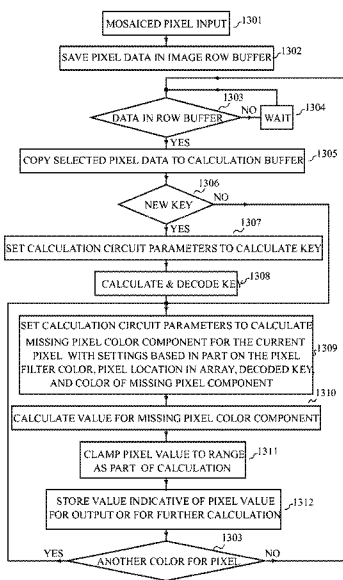 MOSAICED PIXEL INPUT
1301
SAVE PIXEL DATA IN IMAGE ROW BUFFER
1302
1303
DATA IN ROW BUFFER
NO
WAIT
1304
YES
COPY SELECTED PIXEL DATA TO CALCULATION BUFFER
1305
1306
NEW KEY
NO
YES
1307
SET CALCULATION CIRCUIT PARAMETERS TO CALCULATE KEY
CALCULATE & DECODE KEY
1308
SET CALCULATION CIRCUIT PARAMETERS TO CALCULATE
MISSING PIXEL COLOR COMPONENT FOR THE CURRENT
PIXEL WITH SETTINGS BASED IN PART ON THE PIXEL
FILTER COLOR, PIXEL LOCATION IN ARRAY, DECODED KEY,
AND COLOR OF MISSING PIXEL COMPONENT
1309
1310
CALCULATE VALUE FOR MISSING PIXEL COLOR COMPONENT
CLAMP PIXEL VALUE TO RANGE
AS PART OF CALCULATION
1311
STORE VALUE INDICATIVE OF PIXEL VALUE
FOR OUTPUT OR FOR FURTHER CALCULATION
1312
1303
YES
ANOTHER COLOR FOR PIXEL
NO